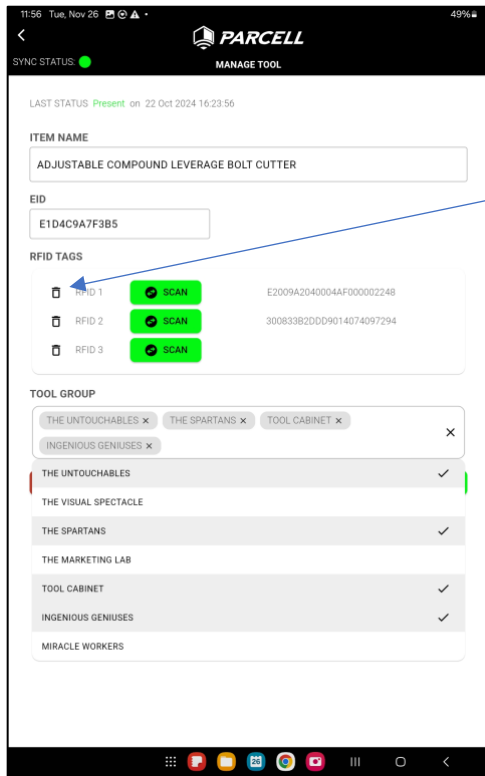 11:56 Tue, Nov 26
49%
PARCELL
SYNC STATUS:
MANAGE TOOL
LAST STATUS Present on 22 Oct 2024 16:23:56
ITEM NAME
ADJUSTABLE COMPOUND LEVERAGE BOLT CUTTER
EID
E1D4C9A7F3B5
RFID TAGS
RFID 1 SCAN E2009A2040004AF000002248
RFID 2 SCAN 300833B2DDD9014074097294
RFID 3 SCAN
TOOL GROUP
THE UNTOUCHABLES × THE SPARTANS × TOOL CABINET ×
INGENIOUS GENIUSES ×
THE UNTOUCHABLES
THE VISUAL SPECTACLE
THE SPARTANS
THE MARKETING LAB
TOOL CABINET
INGENIOUS GENIUSES
MIRACLE WORKERS
26